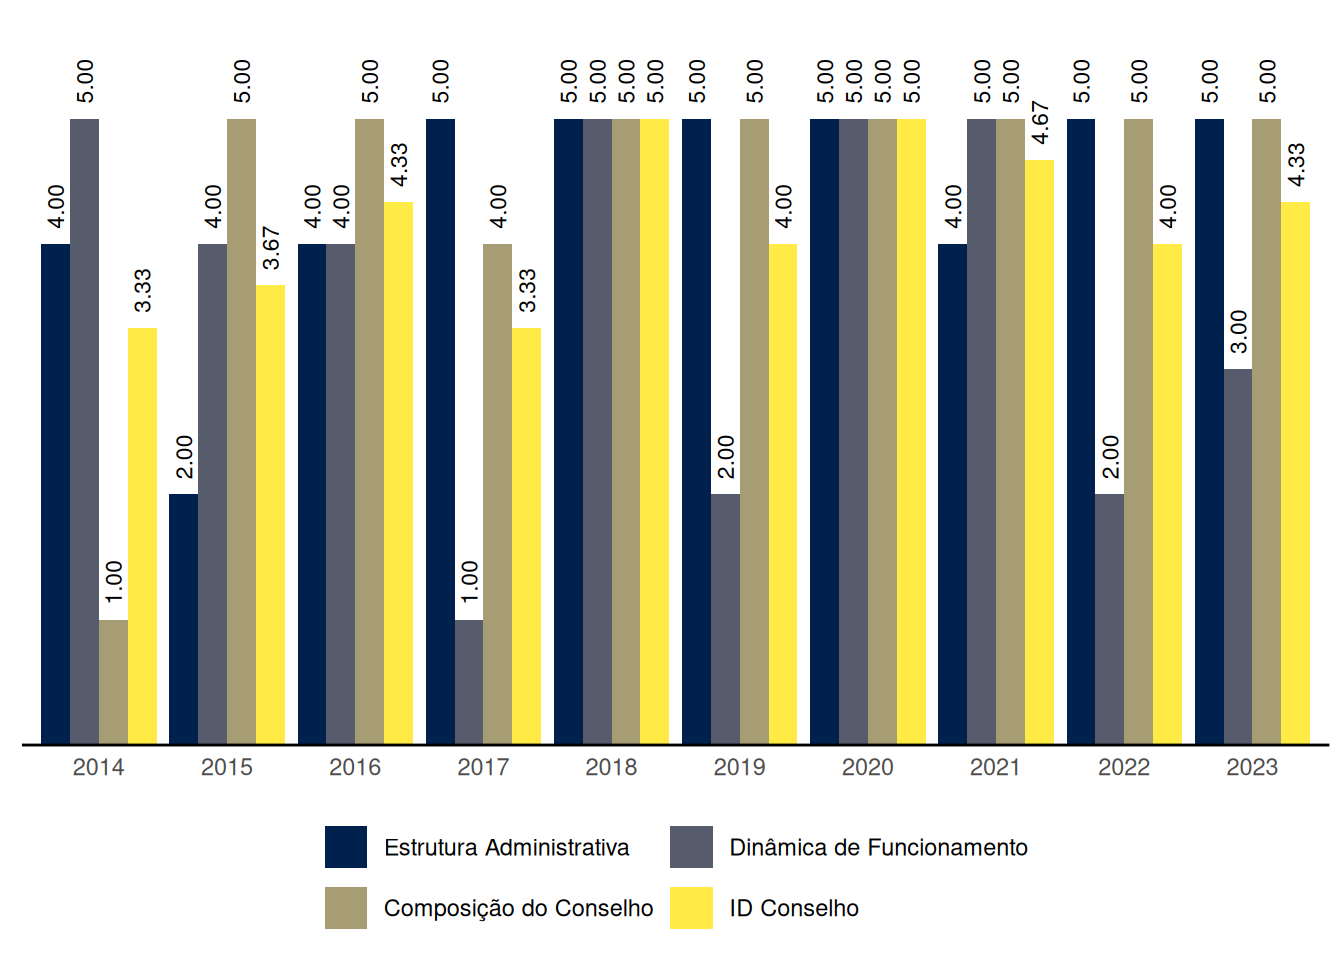 4.00 5.00 1.00 3.33 2.00 4.00 5.00 3.67 4.00 4.00 5.00 4.33 5.00 1.00 4.00 3.33 5.00 5.00 5.00 5.00 5.00 2.00 5.00 4.00 5.00 5.00 5.00 5.00 4.00 5.00 5.00 4.67 5.00 2.00 5.00 4.00 5.00 3.00 5.00 4.33
2014 2015 2016 2017 2018 2019 2020 2021 2022 2023
Estrutura Administrativa Dinâmica de Funcionamento
Composição do Conselho ID Conselho